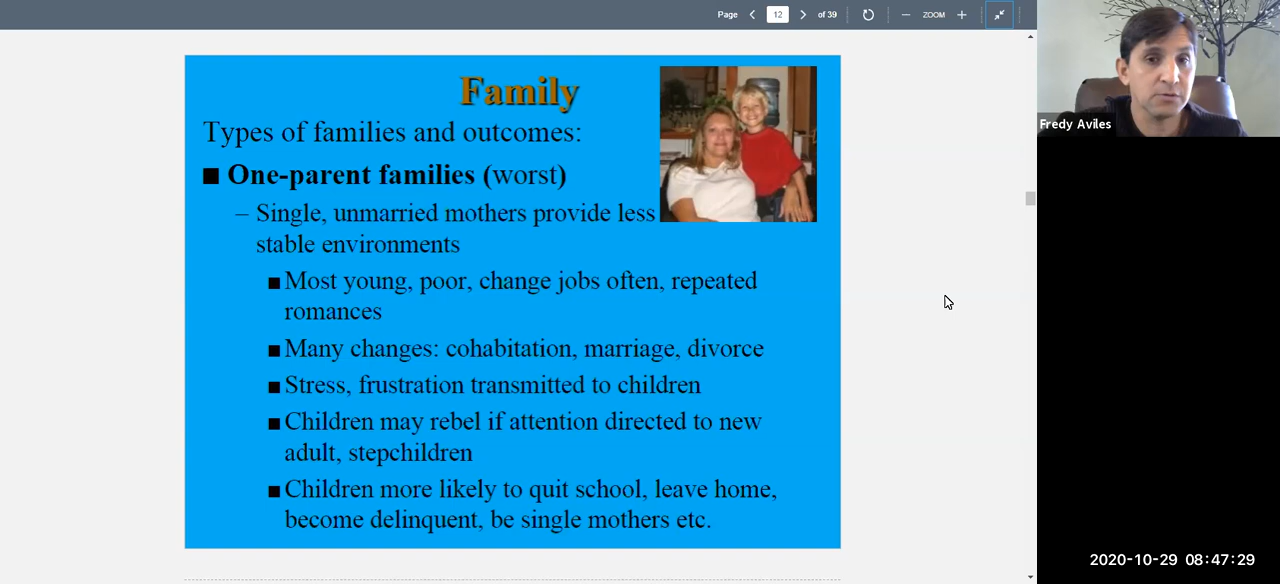 Page 12 of 39 ZOOM
Fredy Aviles
Family
Types of families and outcomes:
■ One-parent families (worst)
– Single, unmarried mothers provide less
stable environments
■ Most young, poor, change jobs often, repeated
romances
■ Many changes: cohabitation, marriage, divorce
■ Stress, frustration transmitted to children
■ Children may rebel if attention directed to new
adult, stepchildren
■ Children more likely to quit school, leave home,
become delinquent, be single mothers etc.
2020-10-29 08:47:29